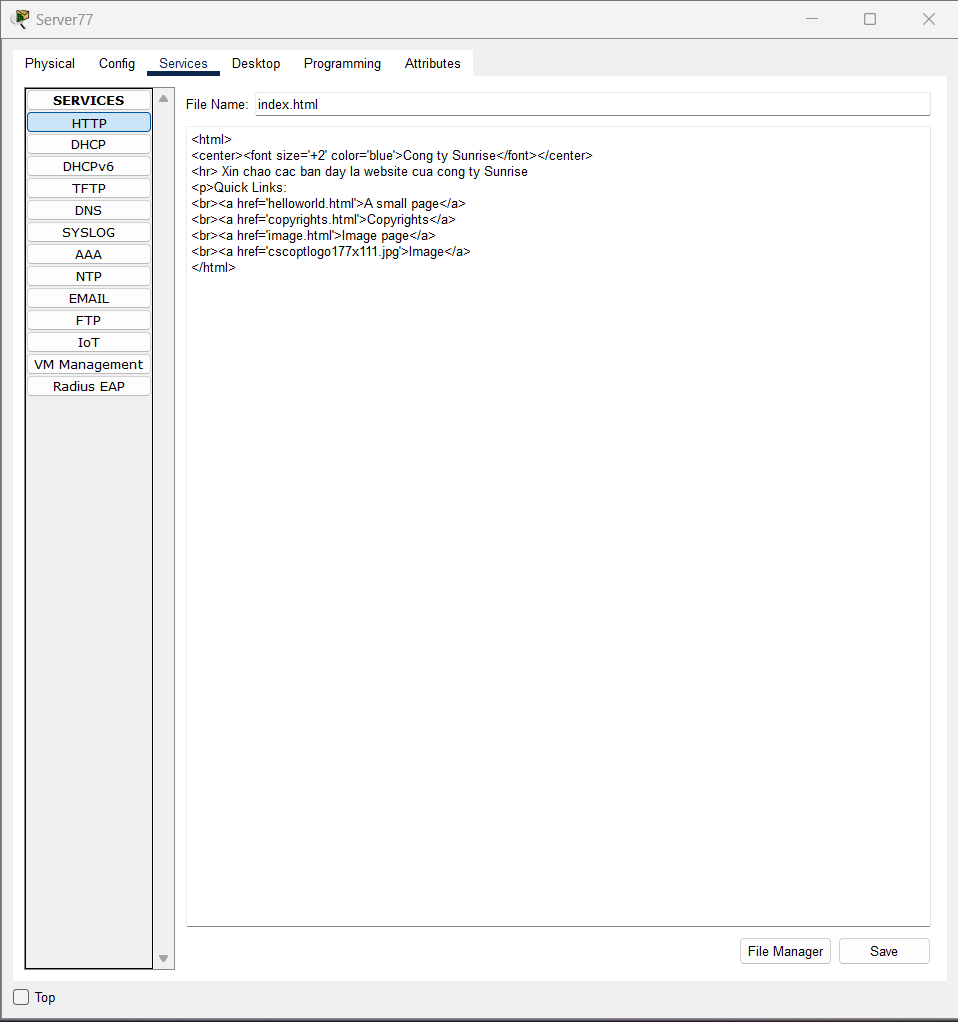 Server77
Physical Config Services Desktop Programming Attributes
SERVICES
HTTP
DHCP
DHCPv6
TFTP
DNS
SYSLOG
AAA
NTP
EMAIL
FTP
IoT
VM Management
Radius EAP
File Name: index.html
<html>
<center><font size='+2' color='blue'>Cong ty Sunrise</font></center>
<hr> Xin chao cac ban day la website cua cong ty Sunrise
<p>Quick Links:
<br><a href='helloworld.html'>A small page</a>
<br><a href='copyrights.html'>Copyrights</a>
<br><a href='image.html'>Image page</a>
<br><a href='cscoptlogo177x111.jpg'>Image</a>
</html>
File Manager Save
Top